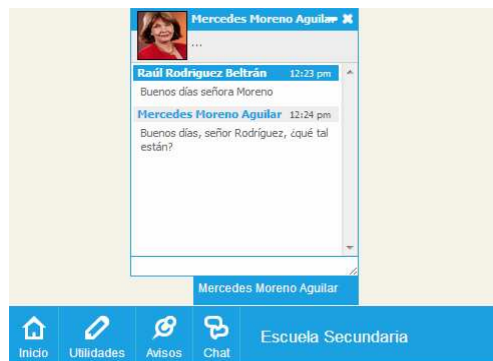 Mercedes Moreno Aguilar
...
Raúl Rodriguez Beltrán 12:23 pm
Buenos días señora Moreno
Mercedes Moreno Aguilar 12:24 pm
Buenos días, señor Rodríguez, ¿qué tal
están?
Mercedes Moreno Aguilar
Inicio Utilidades Avisos Chat Escuela Secundaria